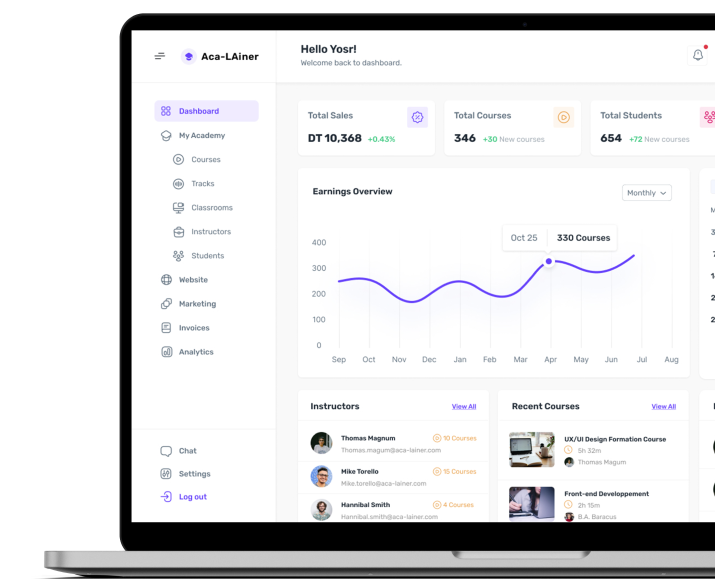 Aca-LAiner
Hello Yosr!
Welcome back to dashboard.
Dashboard
My Academy
Courses
Tracks
Classrooms
Instructors
Students
Website
Marketing
Invoices
Analytics
Chat
Settings
Log out
Total Sales
DT 10,368 +0.43%
Total Courses
346 +30 New courses
Total Students
654 +72 New courses
Earnings Overview
Monthly
Oct 25 330 Courses
400
300
200
100
0
Sep Oct Nov Dec Jan Feb Mar Apr May Jun Jul Aug
Instructors View All
Thomas Magnum 10 Courses
Thomas.magum@aca-lainer.com
Mike Torello 15 Courses
Mike.torello@aca-lainer.com
Hannibal Smith 4 Courses
Hannibal.smith@aca-lainer.com
Recent Courses View All
UX/UI Design Formation Course
5h 32m
Thomas Magum
Front-end Developpement
2h 15m
B.A. Baracus